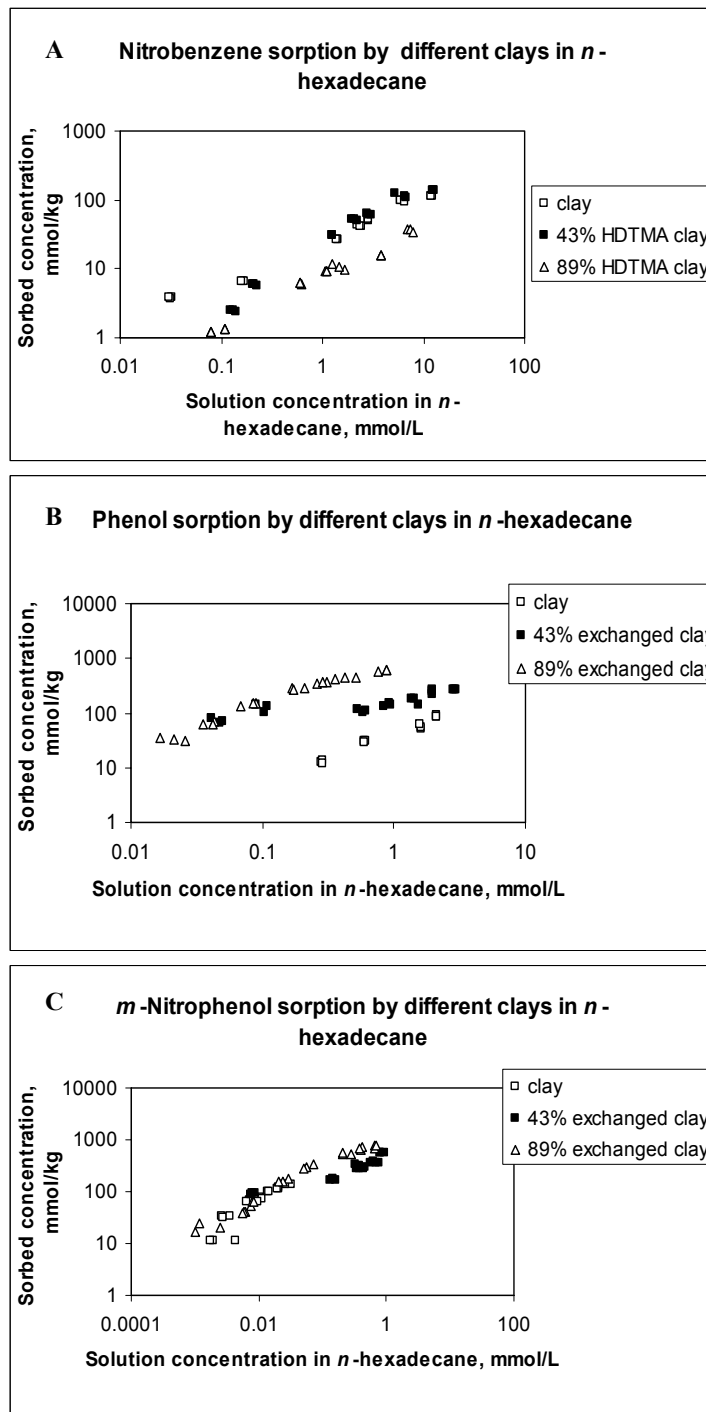 A
Nitrobenzene sorption by different clays in n -
hexadecane
Sorbed concentration,
mmol/kg
1000
100
10
1
0.01 0.1 1 10 100
Solution concentration in n -
hexadecane, mmol/L
clay
43% HDTMA clay
89% HDTMA clay
B
Phenol sorption by different clays in n -hexadecane
Sorbed concentration,
mmol/kg
10000
1000
100
10
1
0.01 0.1 1 10
Solution concentration in n -hexadecane, mmol/L
clay
43% exchanged clay
89% exchanged clay
C
m -Nitrophenol sorption by different clays in n -
hexadecane
Sorbed concentration,
mmol/kg
10000
1000
100
10
1
0.0001 0.01 1 100
Solution concentration in n -hexadecane, mmol/L
clay
43% exchanged clay
89% exchanged clay